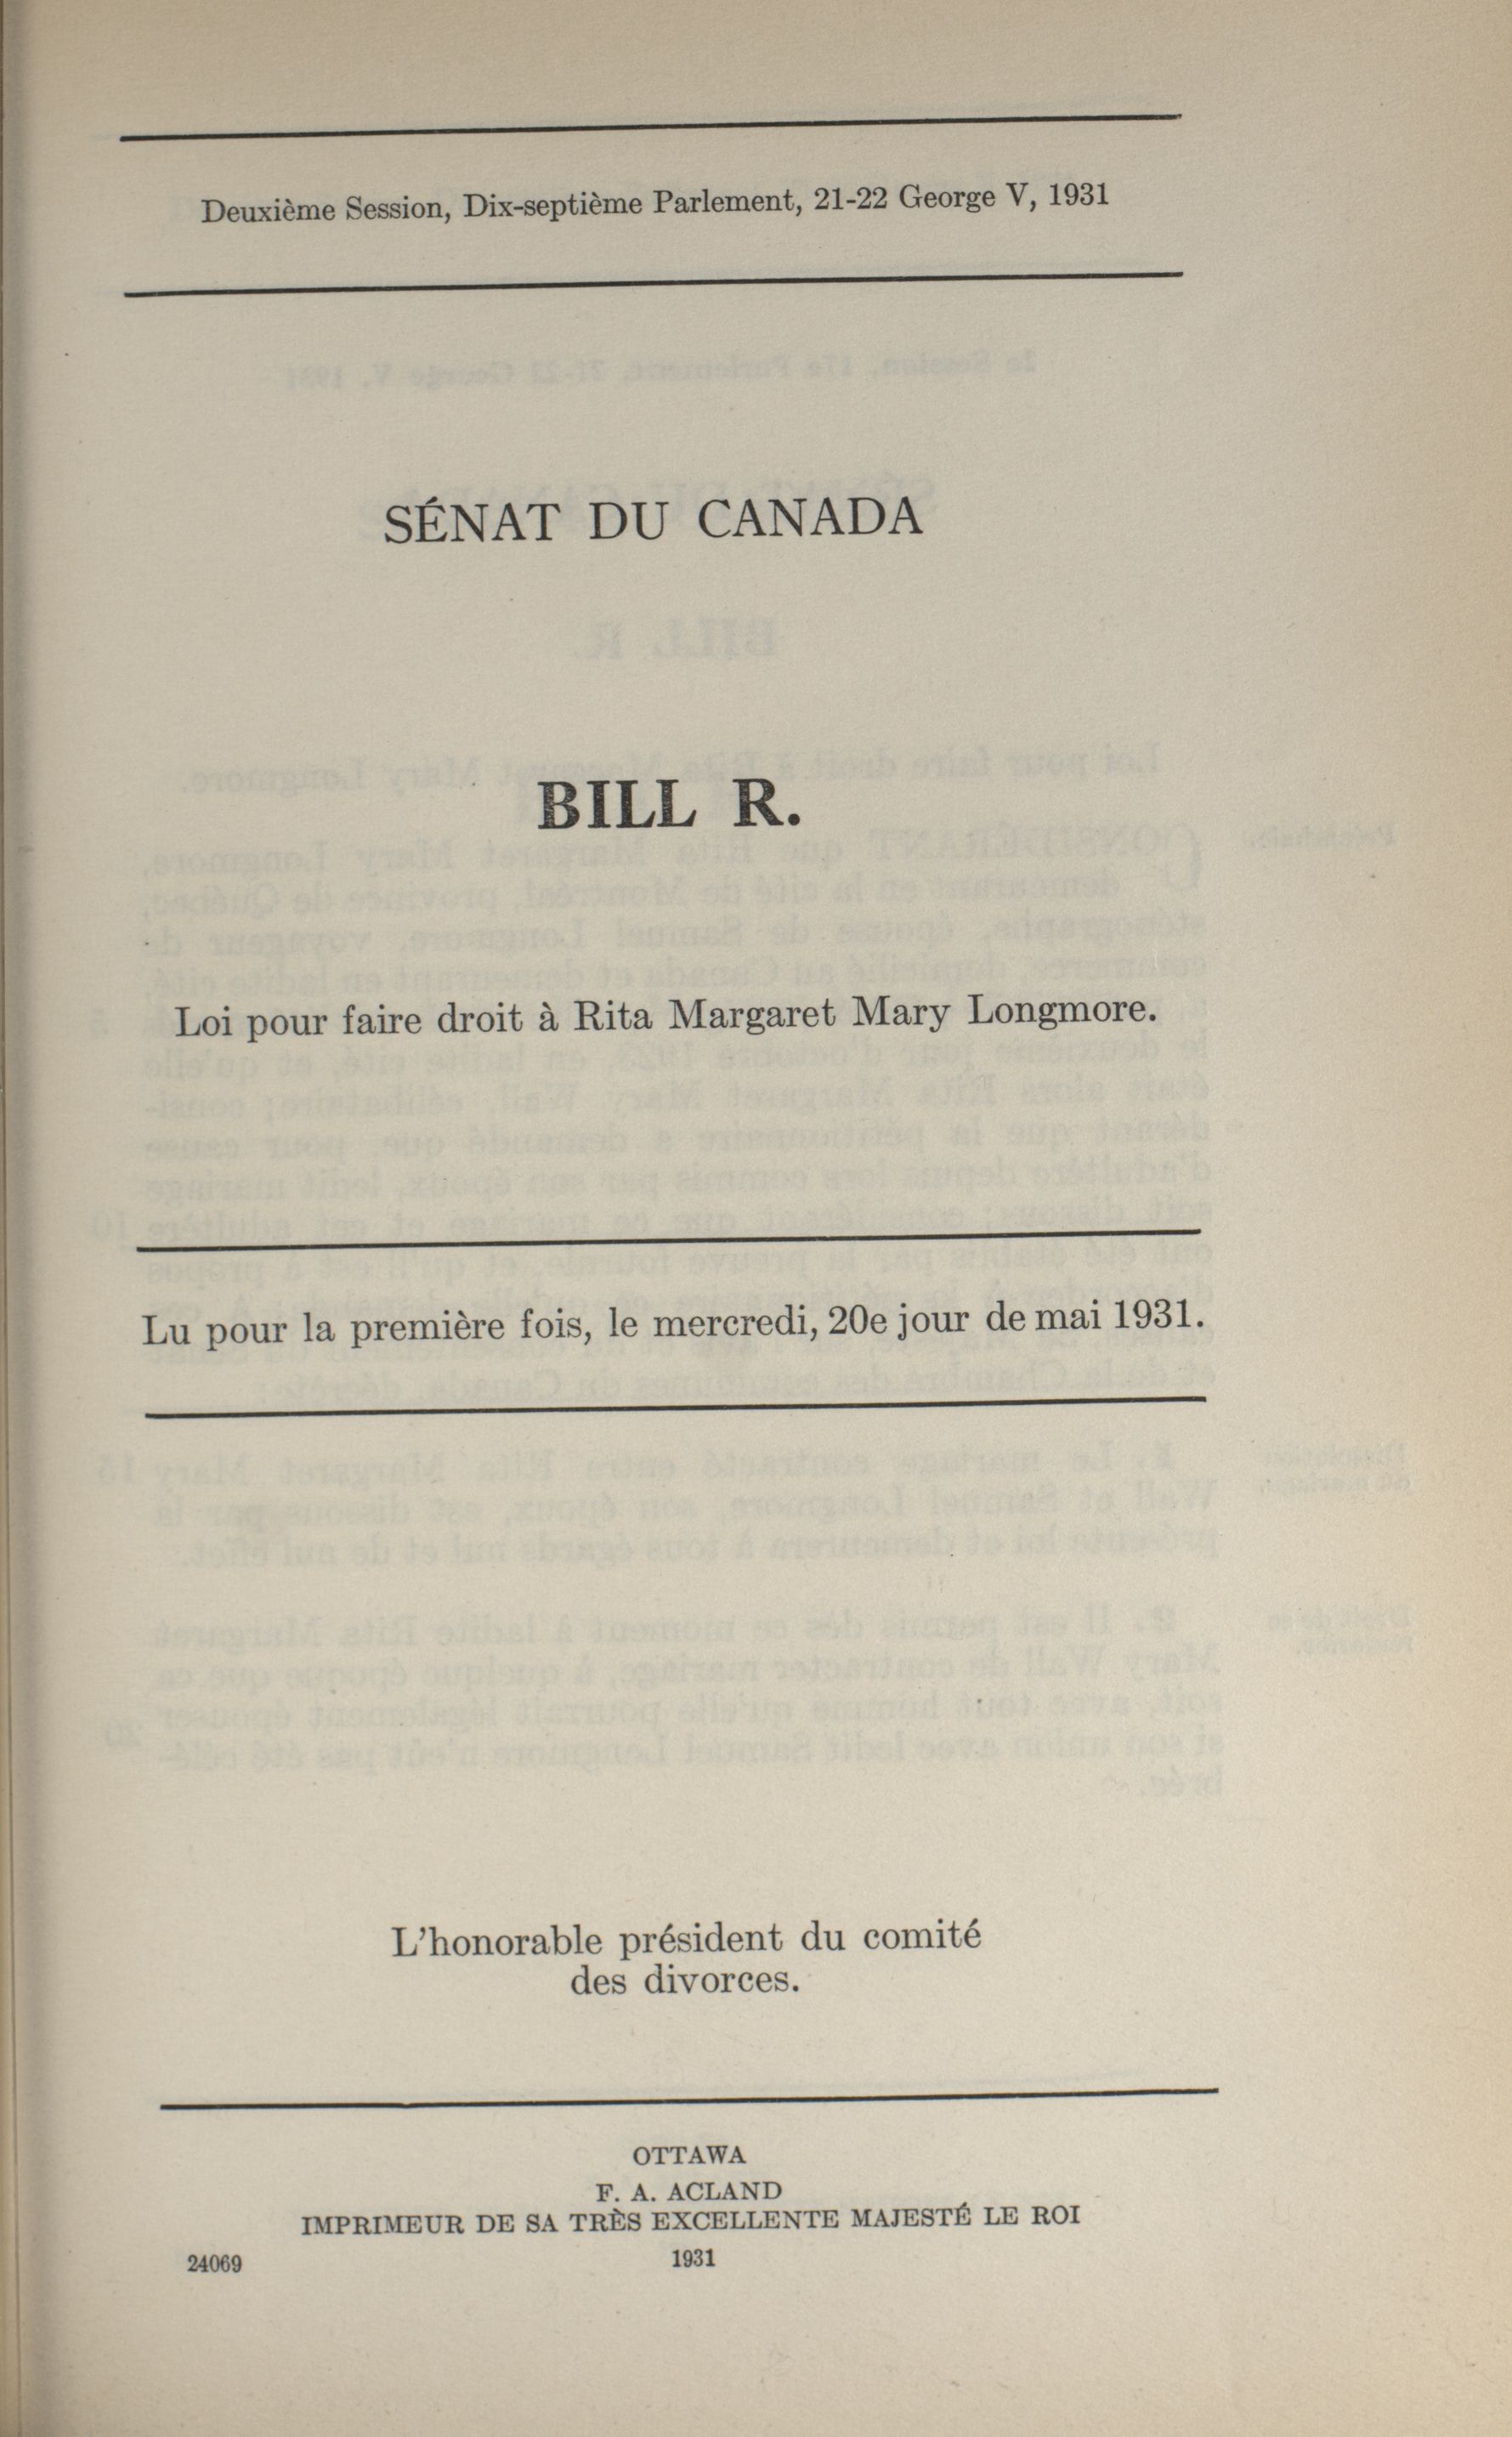 Deuxième Session, Dix-septième Parlement, 21-22 George V, 1931
SÉNAT DU CANADA
BILL R.
Loi pour faire droit à Rita Margaret Mary Longmore.
Lu pour la première fois, le mercredi, 20e jour de mai 1931.
L'honorable président du comité
des divorces.
OTTAWA
F. A. ACLAND
IMPRIMEUR DE SA TRÈS EXCELLENTE MAJESTÉ LE ROI
24069 1931